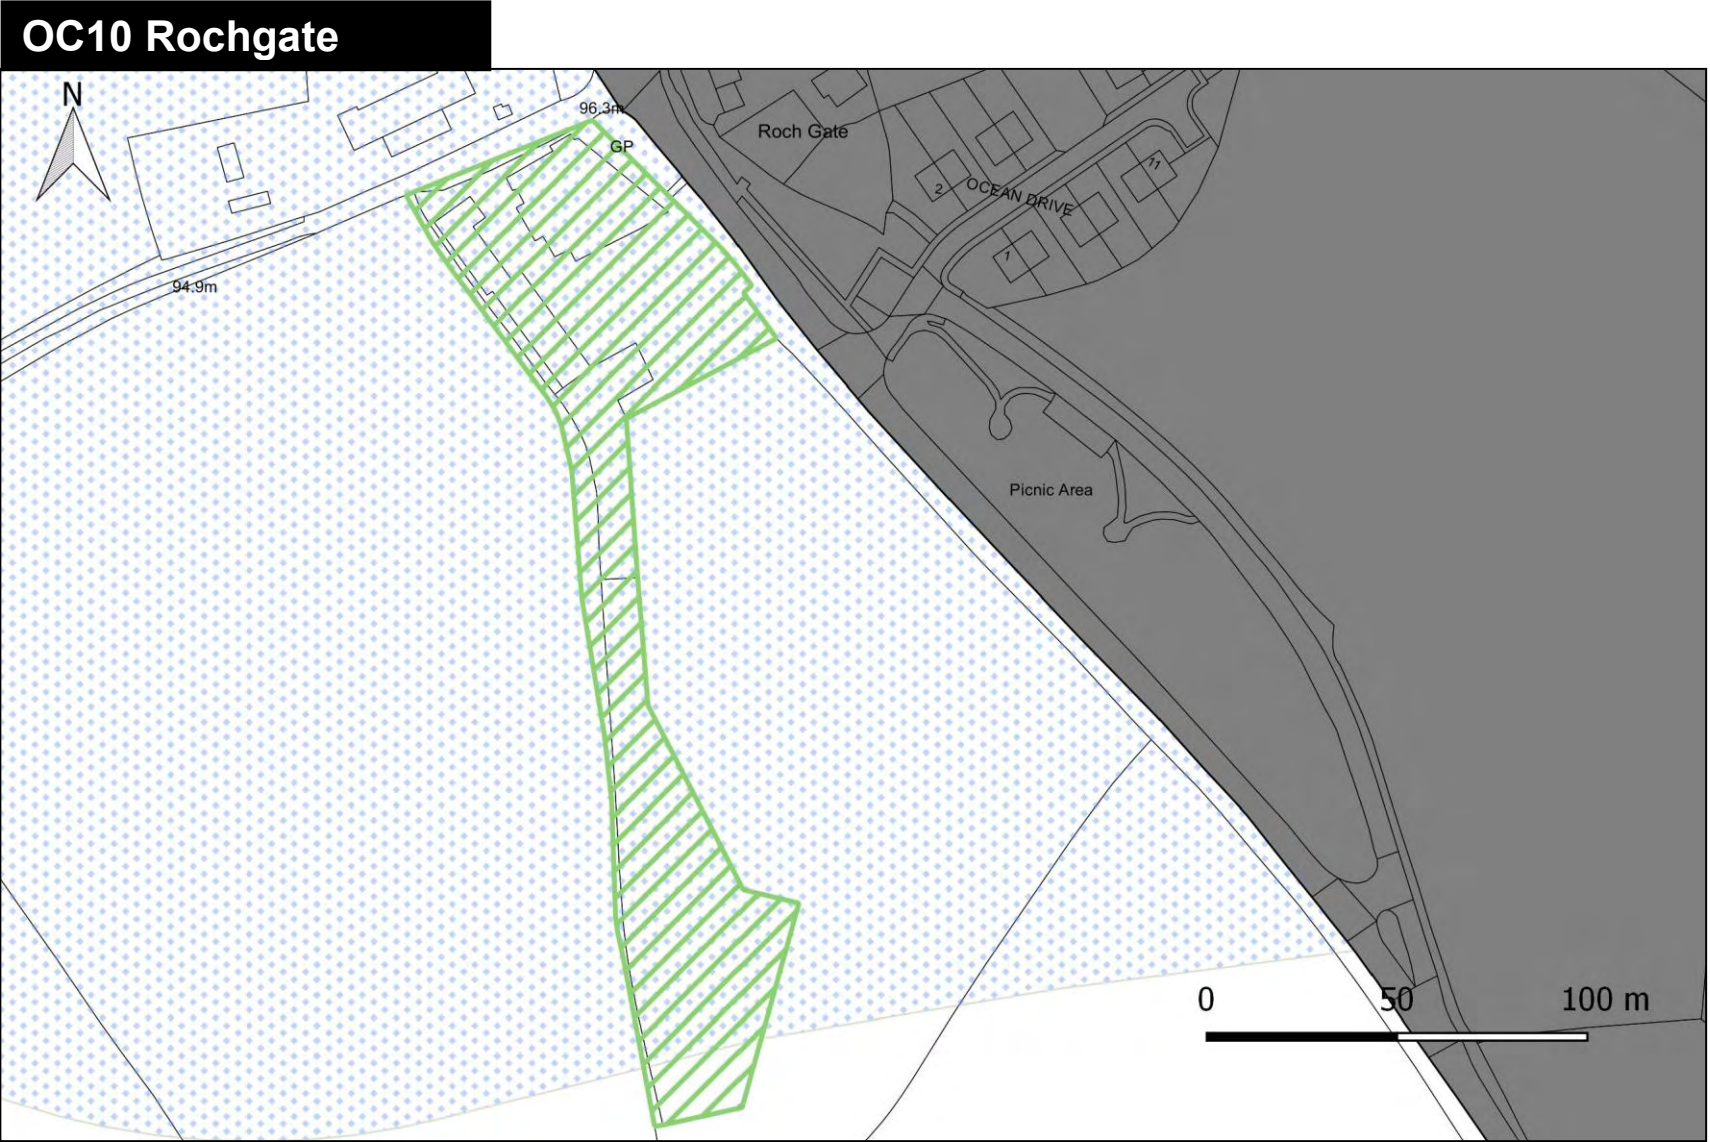 OC10 Rochgate
N
96.3m
GP
Roch Gate
2
OCEAN DRIVE
11
1
94.9m
Picnic Area
0 50 100 m